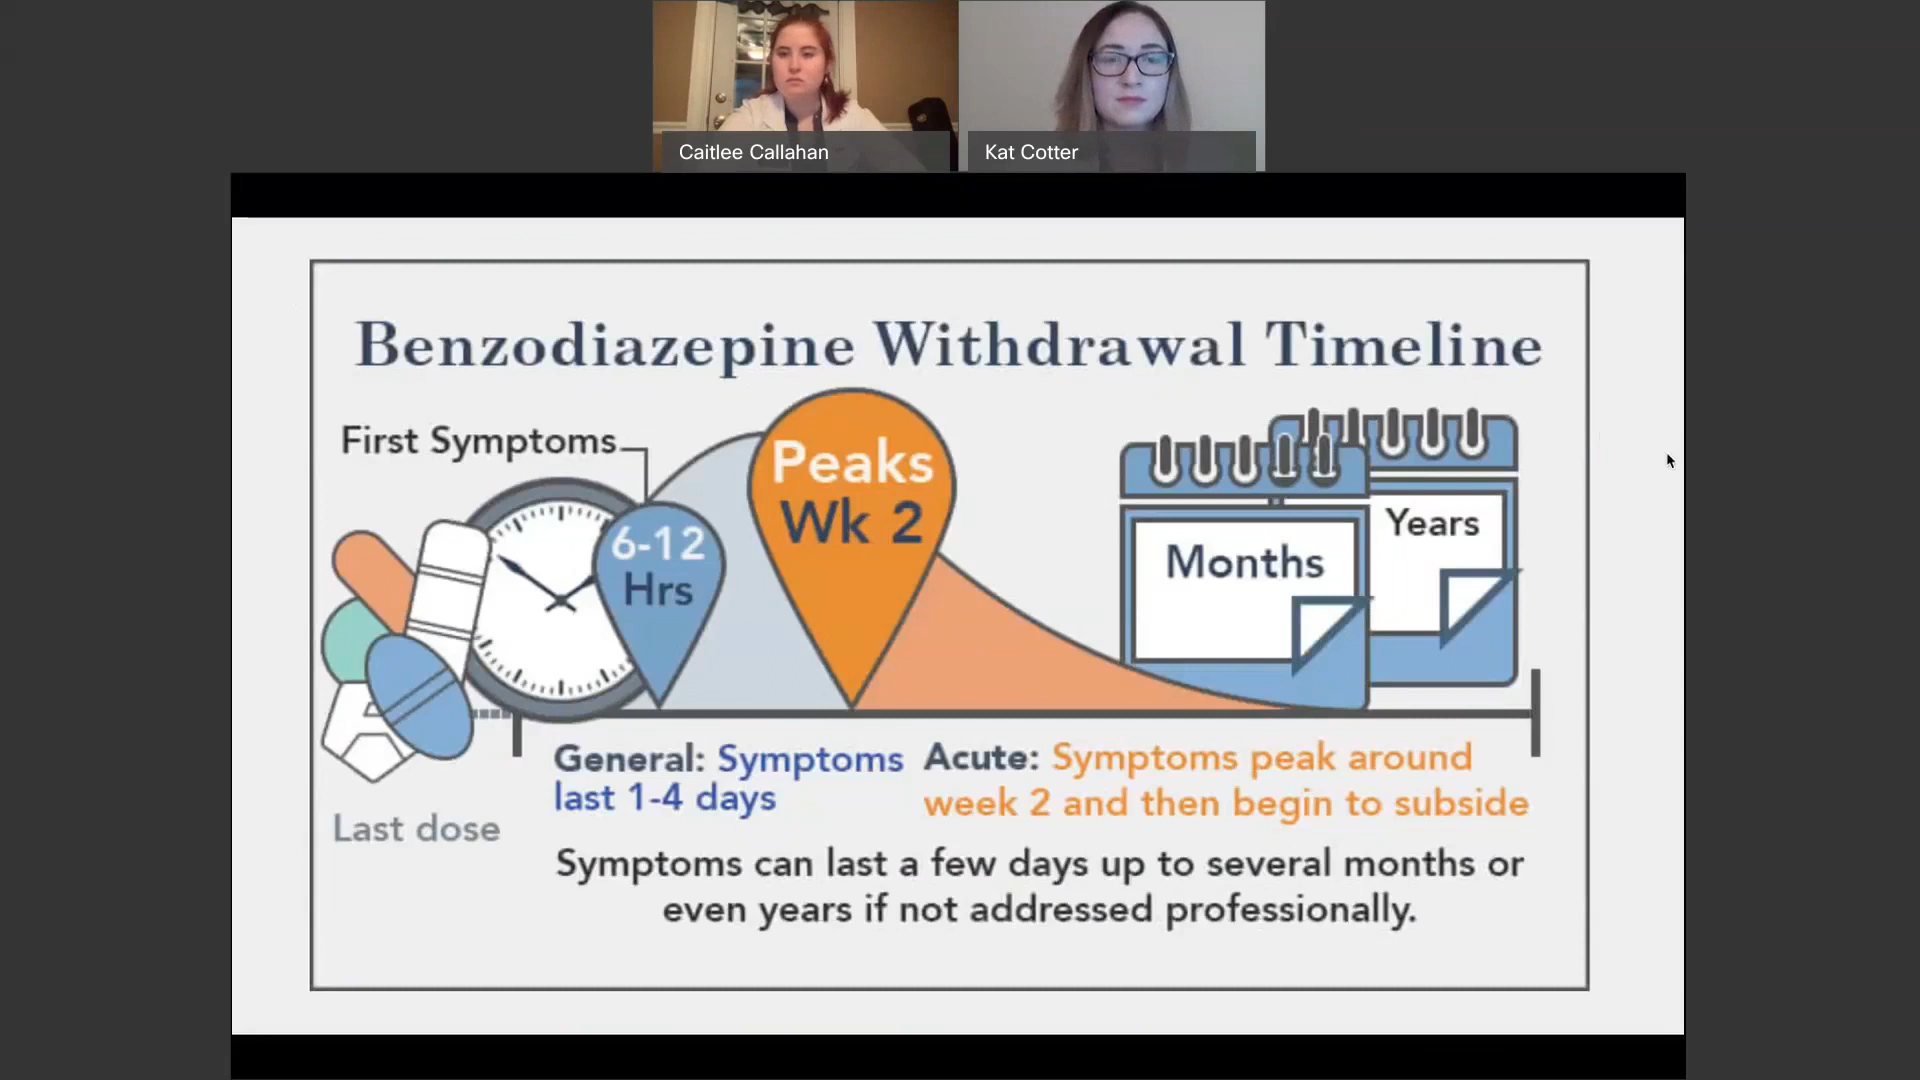 Caitlee Callahan
Kat Cotter
Benzodiazepine Withdrawal Timeline
First Symptoms
Peaks
Wk 2
6-12
Hrs
Months
Years
Last dose
General: Symptoms
last 1-4 days
Acute: Symptoms peak around
week 2 and then begin to subside
Symptoms can last a few days up to several months or
even years if not addressed professionally.